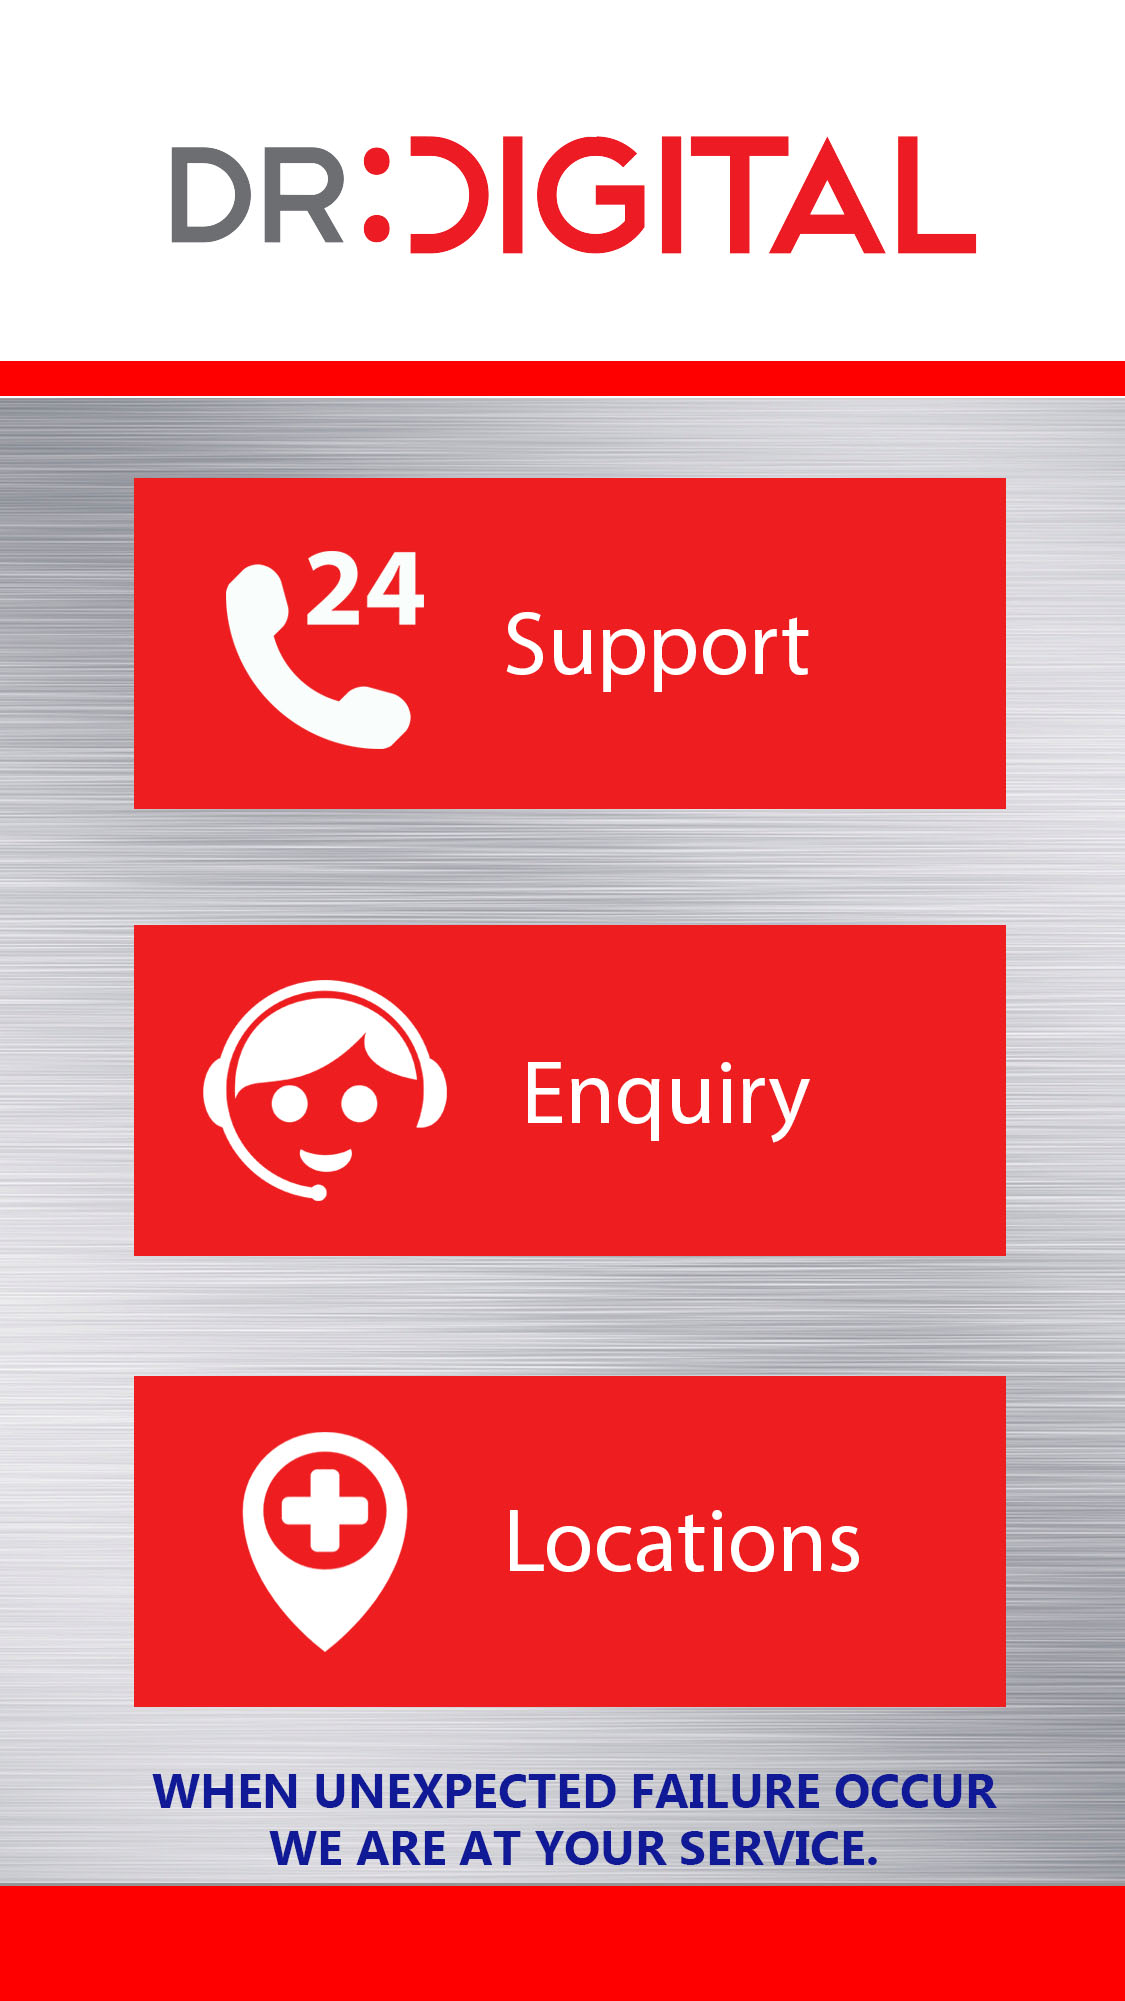 DR:DIGITAL
24
Support
Enquiry
Locations
WHEN UNEXPECTED FAILURE OCCUR
WE ARE AT YOUR SERVICE.